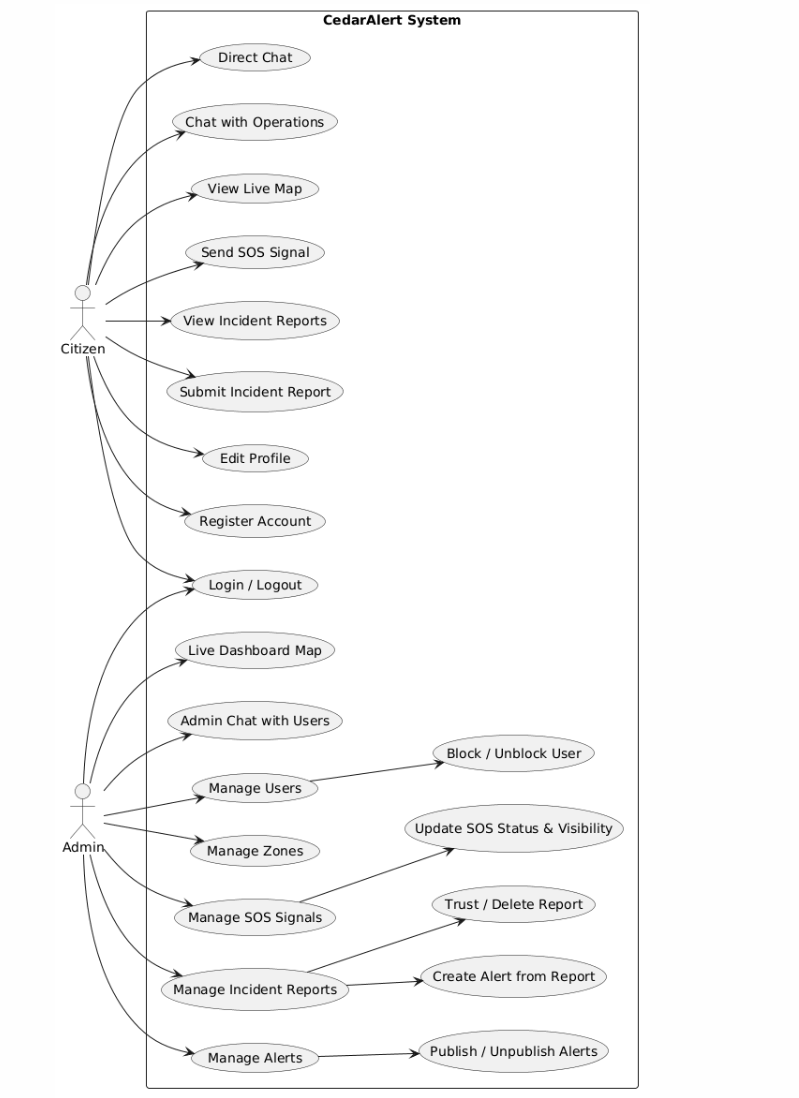 CedarAlert System
Direct Chat
Chat with Operations
View Live Map
Send SOS Signal
View Incident Reports
Citizen
Submit Incident Report
Edit Profile
Register Account
Login / Logout
Live Dashboard Map
Admin Chat with Users
Block / Unblock User
Manage Users
Update SOS Status & Visibility
Admin
Manage Zones
Trust / Delete Report
Manage SOS Signals
Create Alert from Report
Manage Incident Reports
Publish / Unpublish Alerts
Manage Alerts